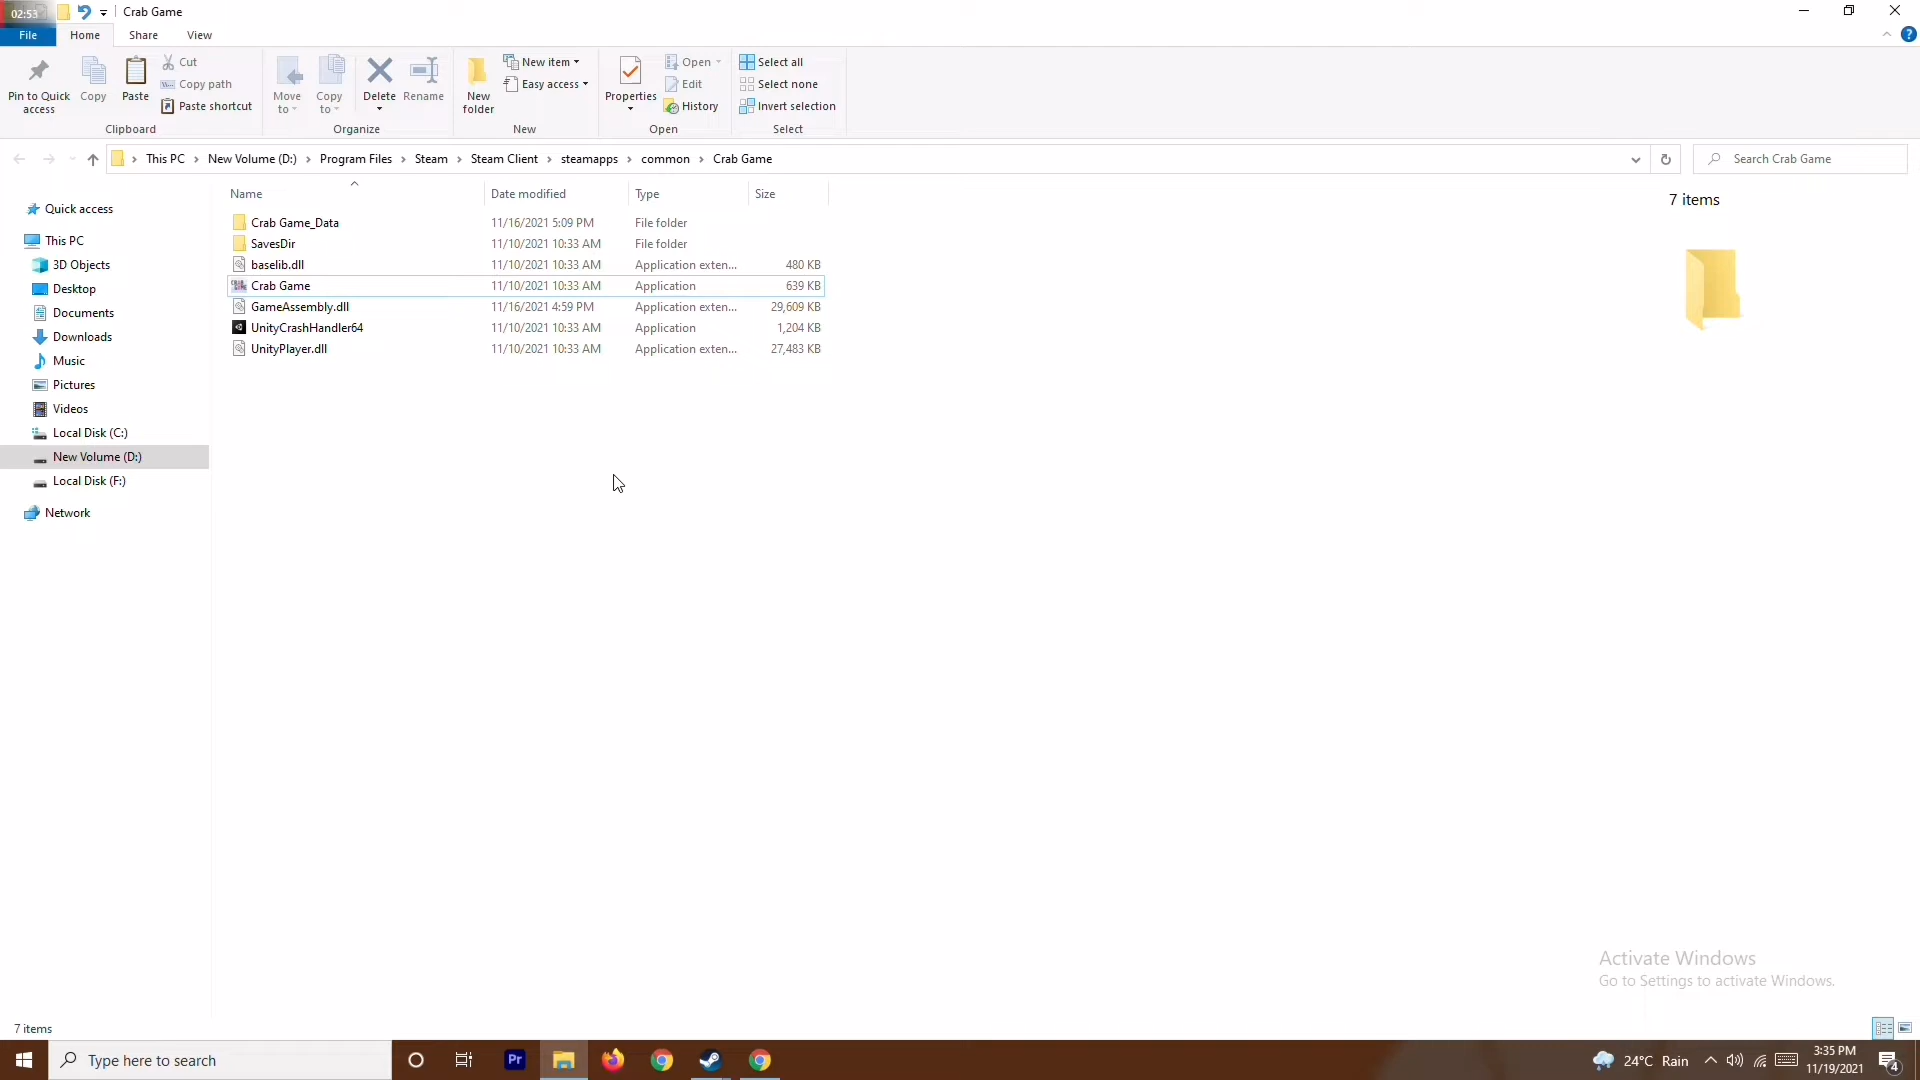 02:53 Crab Game
File Home Share View
Pin to Quick access
Copy
Paste
Cut
Copy path
Paste shortcut
Clipboard
Move to
Copy to
Delete
Rename
Organize
New folder
New item
Easy access
New
Properties
Open
Edit
History
Open
Select all
Select none
Invert selection
Select
This PC › New Volume (D:) › Program Files › Steam › Steam Client › steamapps › common › Crab Game
Search Crab Game
Quick access
This PC
3D Objects
Desktop
Documents
Downloads
Music
Pictures
Videos
Local Disk (C:)
New Volume (D:)
Local Disk (F:)
Network
Name Date modified Type Size
Crab Game_Data 11/16/2021 5:09 PM File folder
SavesDir 11/10/2021 10:33 AM File folder
baselib.dll 11/10/2021 10:33 AM Application exten... 480 KB
Crab Game 11/10/2021 10:33 AM Application 639 KB
GameAssembly.dll 11/16/2021 4:59 PM Application exten... 29,609 KB
UnityCrashHandler64 11/10/2021 10:33 AM Application 1,204 KB
UnityPlayer.dll 11/10/2021 10:33 AM Application exten... 27,483 KB
7 items
Activate Windows
Go to Settings to activate Windows.
7 items
Type here to search
Pr
24°C Rain
3:35 PM
11/19/2021
4